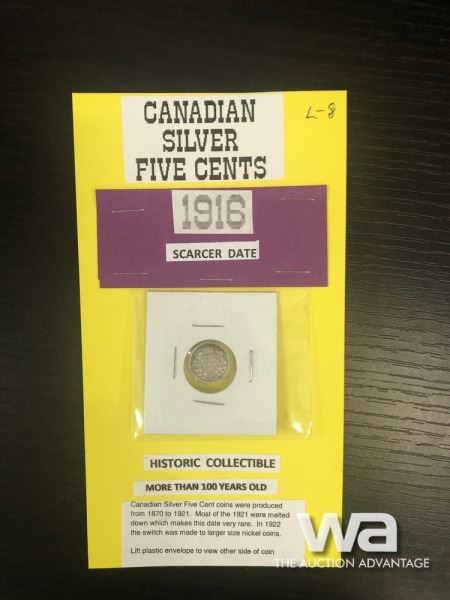 CANADIAN
SILVER
FIVE CENTS
L-8
1916
SCARCER DATE
HISTORIC COLLECTIBLE
MORE THAN 100 YEARS OLD
Canadian Silver Five Cent coins were produced
from 1870 to 1921. Most of the 1921 were melted
down which makes this date very rare. In 1922
the switch was made to larger size nickel coins.
Lift plastic envelope to view other side of coin
wa
THE AUCTION ADVANTAGE